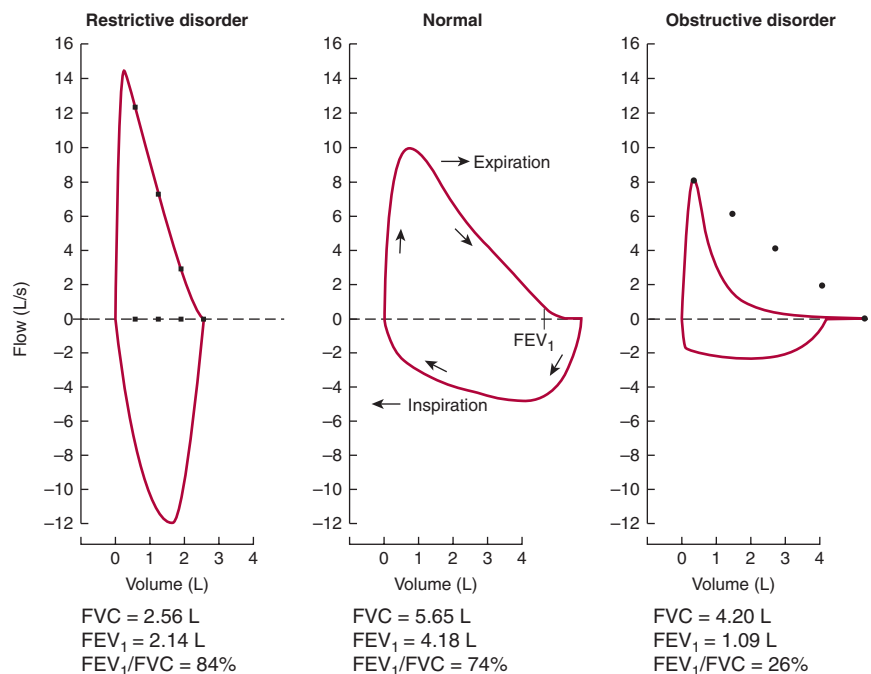 Restrictive disorder
16
14
12
10
8
6
4
2
0
−2
−4
−6
−8
−10
−12
Flow (L/s)
0 1 2 3 4
Volume (L)
FVC = 2.56 L
FEV1 = 2.14 L
FEV1/FVC = 84%
Normal
16
14
12
10
8
6
4
2
0
−2
−4
−6
−8
−10
−12
Expiration
FEV1
Inspiration
0 1 2 3 4
Volume (L)
FVC = 5.65 L
FEV1 = 4.18 L
FEV1/FVC = 74%
Obstructive disorder
16
14
12
10
8
6
4
2
0
−2
−4
−6
−8
−10
−12
0 1 2 3 4
Volume (L)
FVC = 4.20 L
FEV1 = 1.09 L
FEV1/FVC = 26%